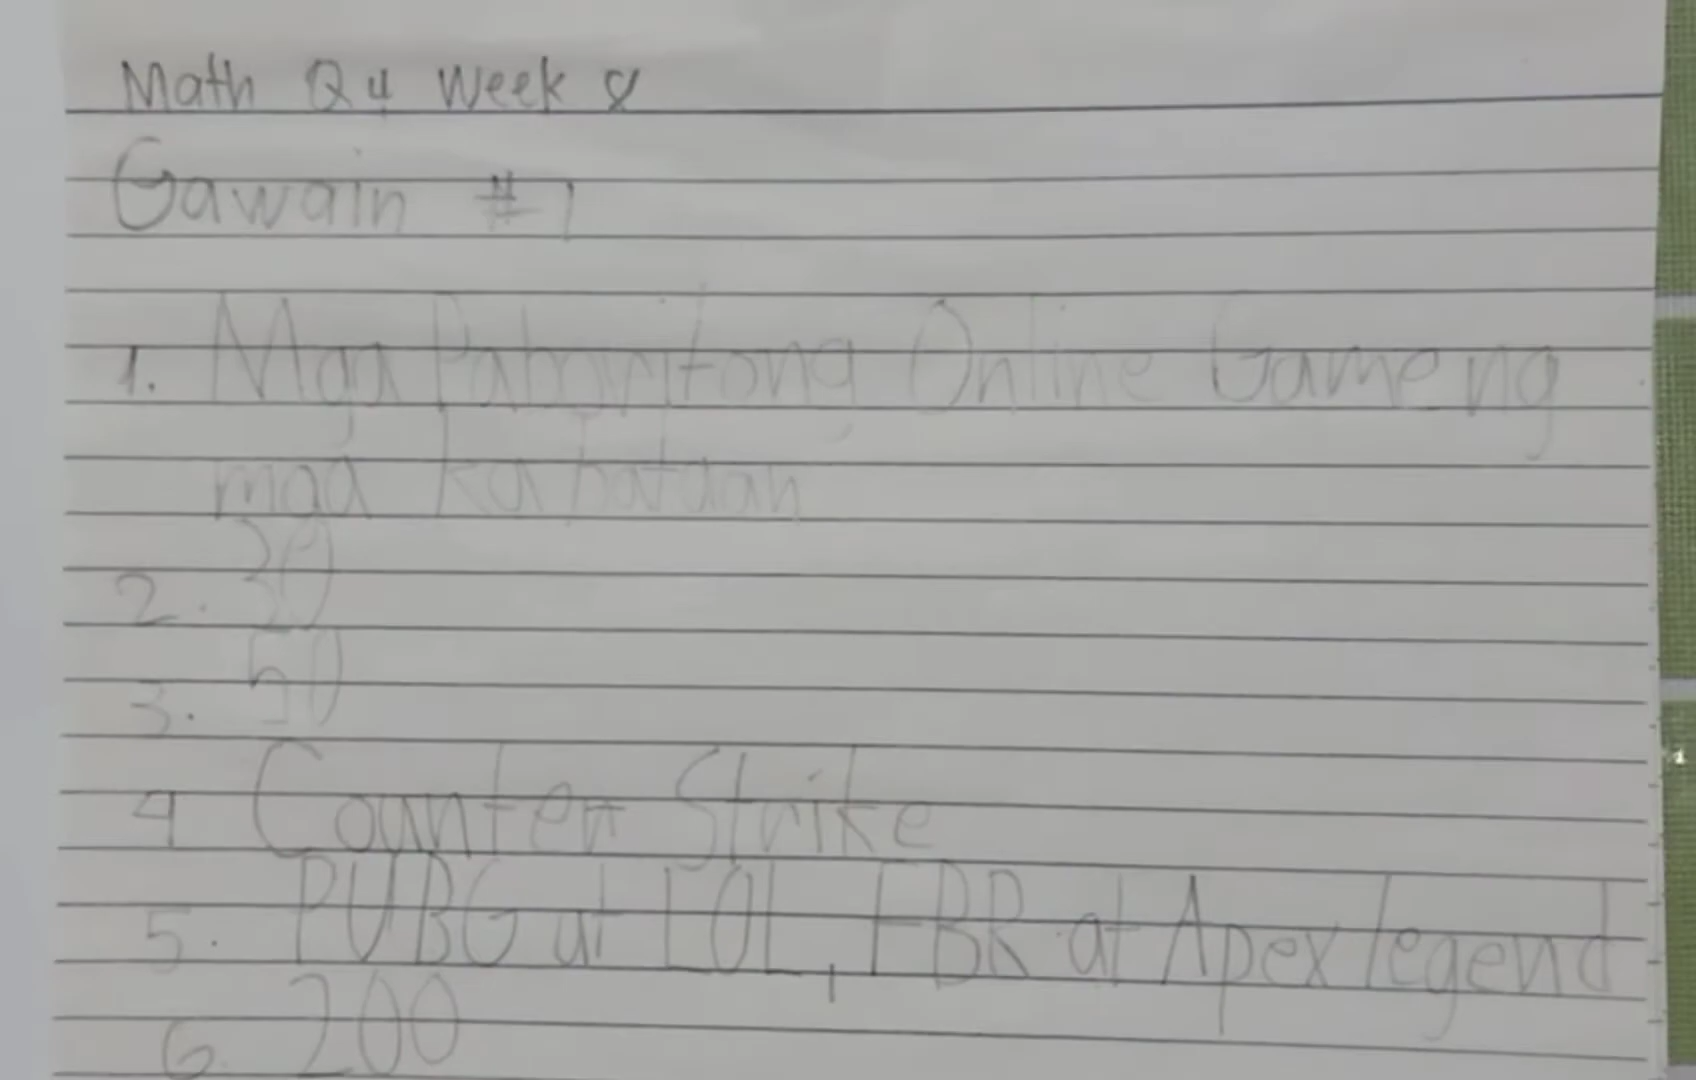 Math Q4 Week 8
Gawain #1
1. Mga Paboritong Online Game ng
mga kabataan
2. 30
3. 50
4 Counter Strike
5. PUBG at LOL, FBR at Apex legend
6. 200